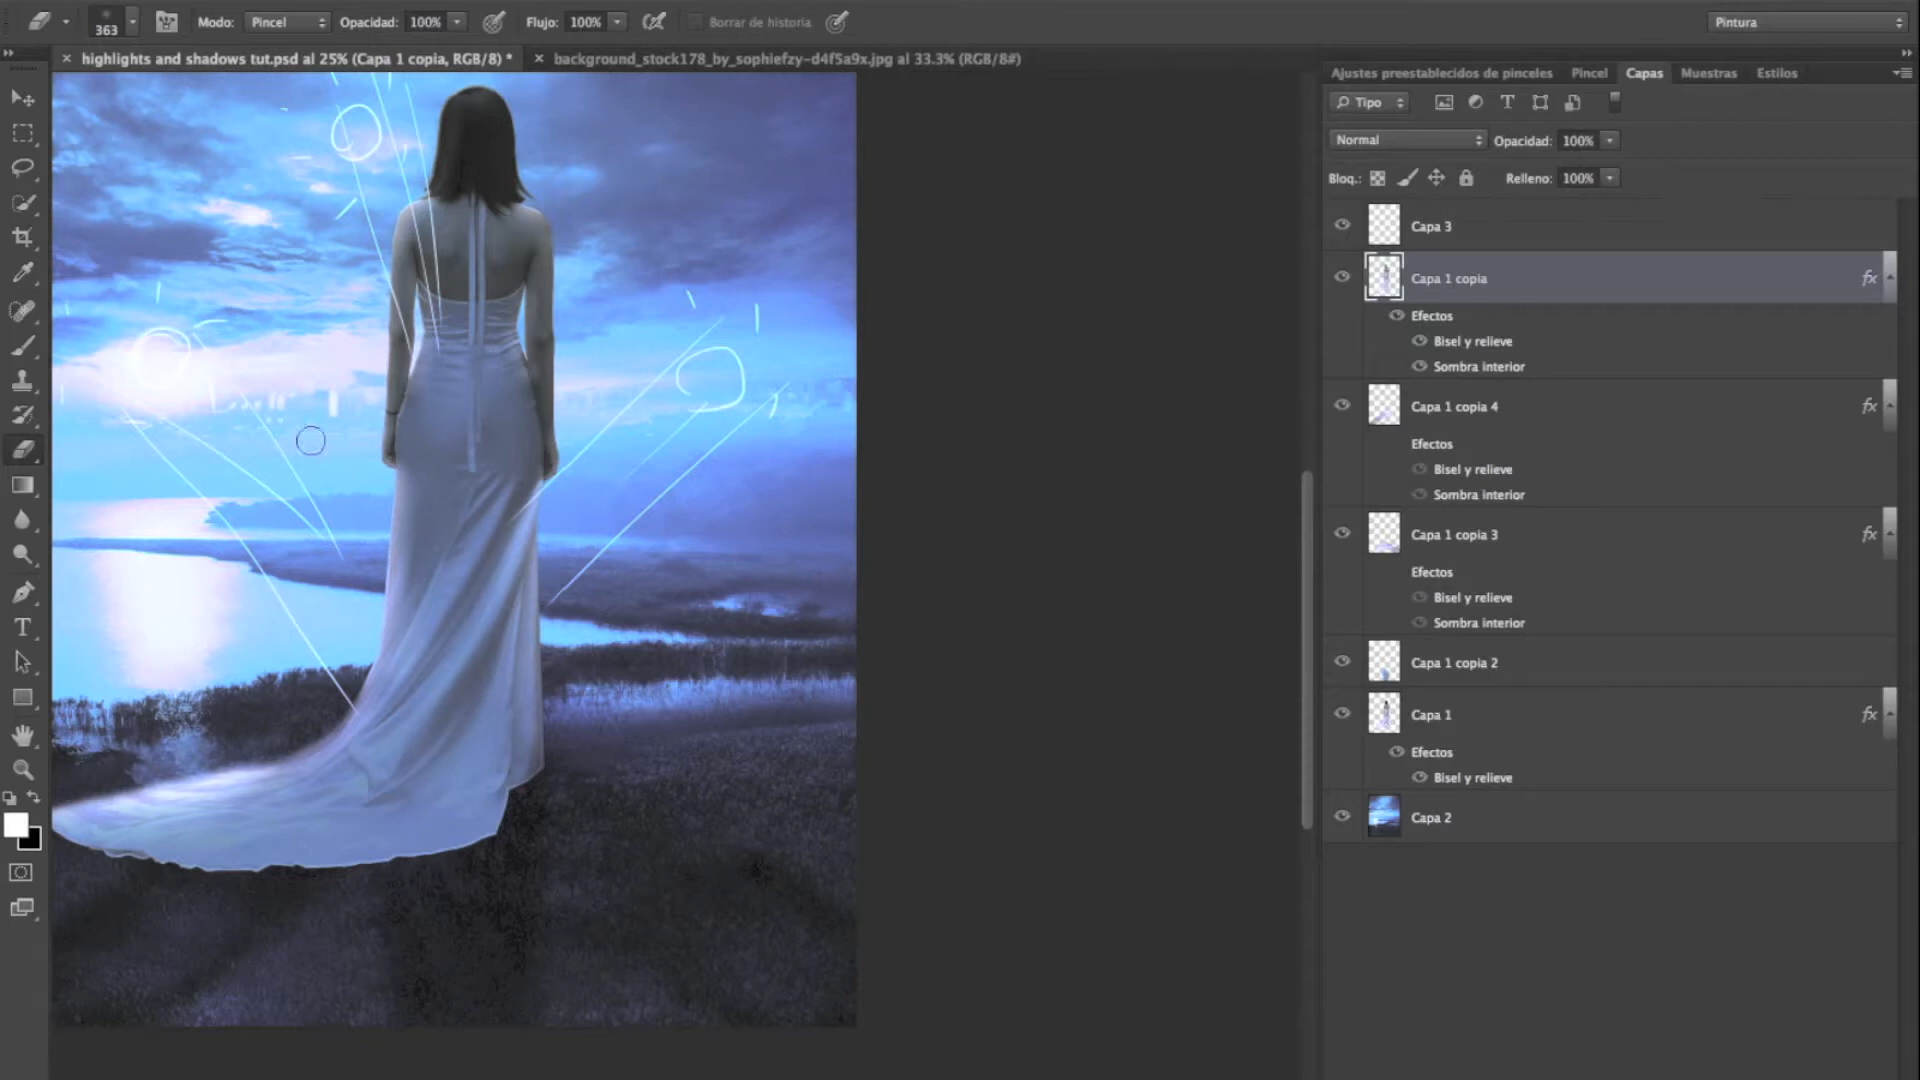 363 Modo: Pincel Opacidad: 100% Flujo: 100% Borrar de historia Pintura
highlights and shadows tut.psd al 25% (Capa 1 copia, RGB/8) * background_stock178_by_sophiefzy-d4f5a9x.jpg al 33.3% (RGB/8#)
Ajustes preestablecidos de pinceles Pincel Capas Muestras Estilos
Tipo
Normal Opacidad: 100%
Bloq.: Relleno: 100%
Capa 3
Capa 1 copia fx
Efectos
Bisel y relieve
Sombra interior
Capa 1 copia 4 fx
Efectos
Bisel y relieve
Sombra interior
Capa 1 copia 3 fx
Efectos
Bisel y relieve
Sombra interior
Capa 1 copia 2
Capa 1 fx
Efectos
Bisel y relieve
Capa 2